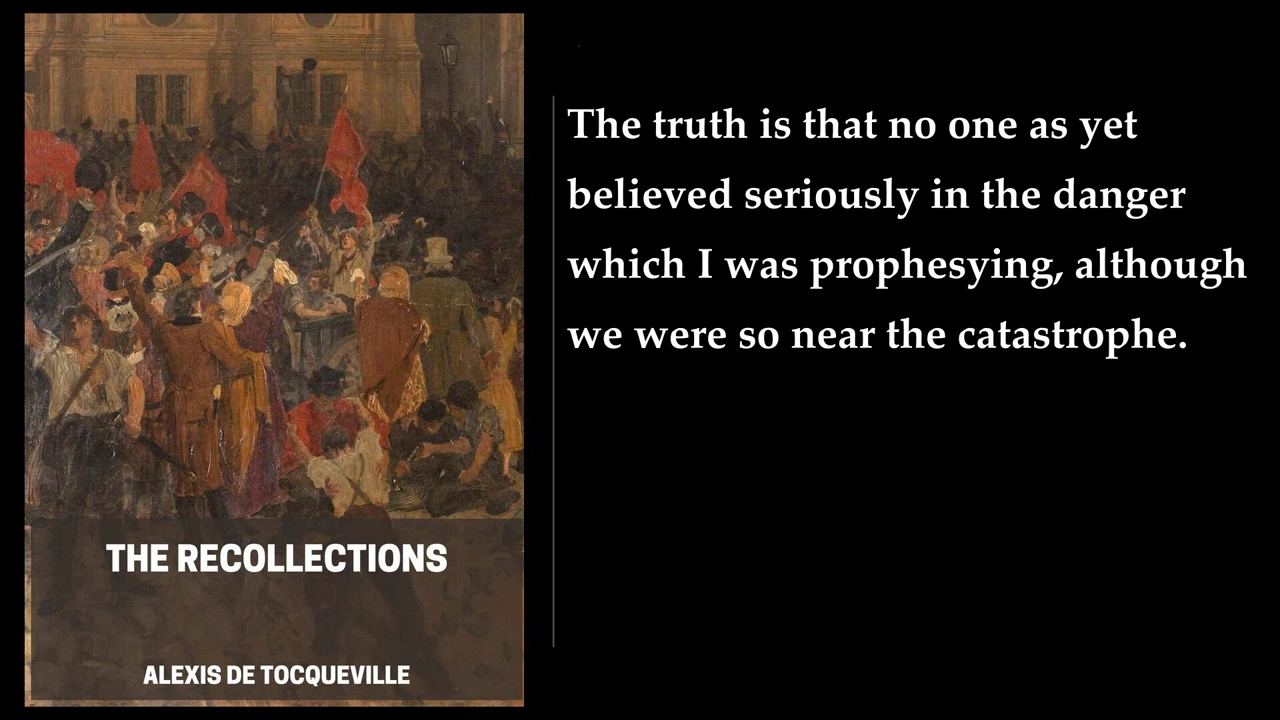 THE RECOLLECTIONS
ALEXIS DE TOCQUEVILLE
The truth is that no one as yet
believed seriously in the danger
which I was prophesying, although
we were so near the catastrophe.